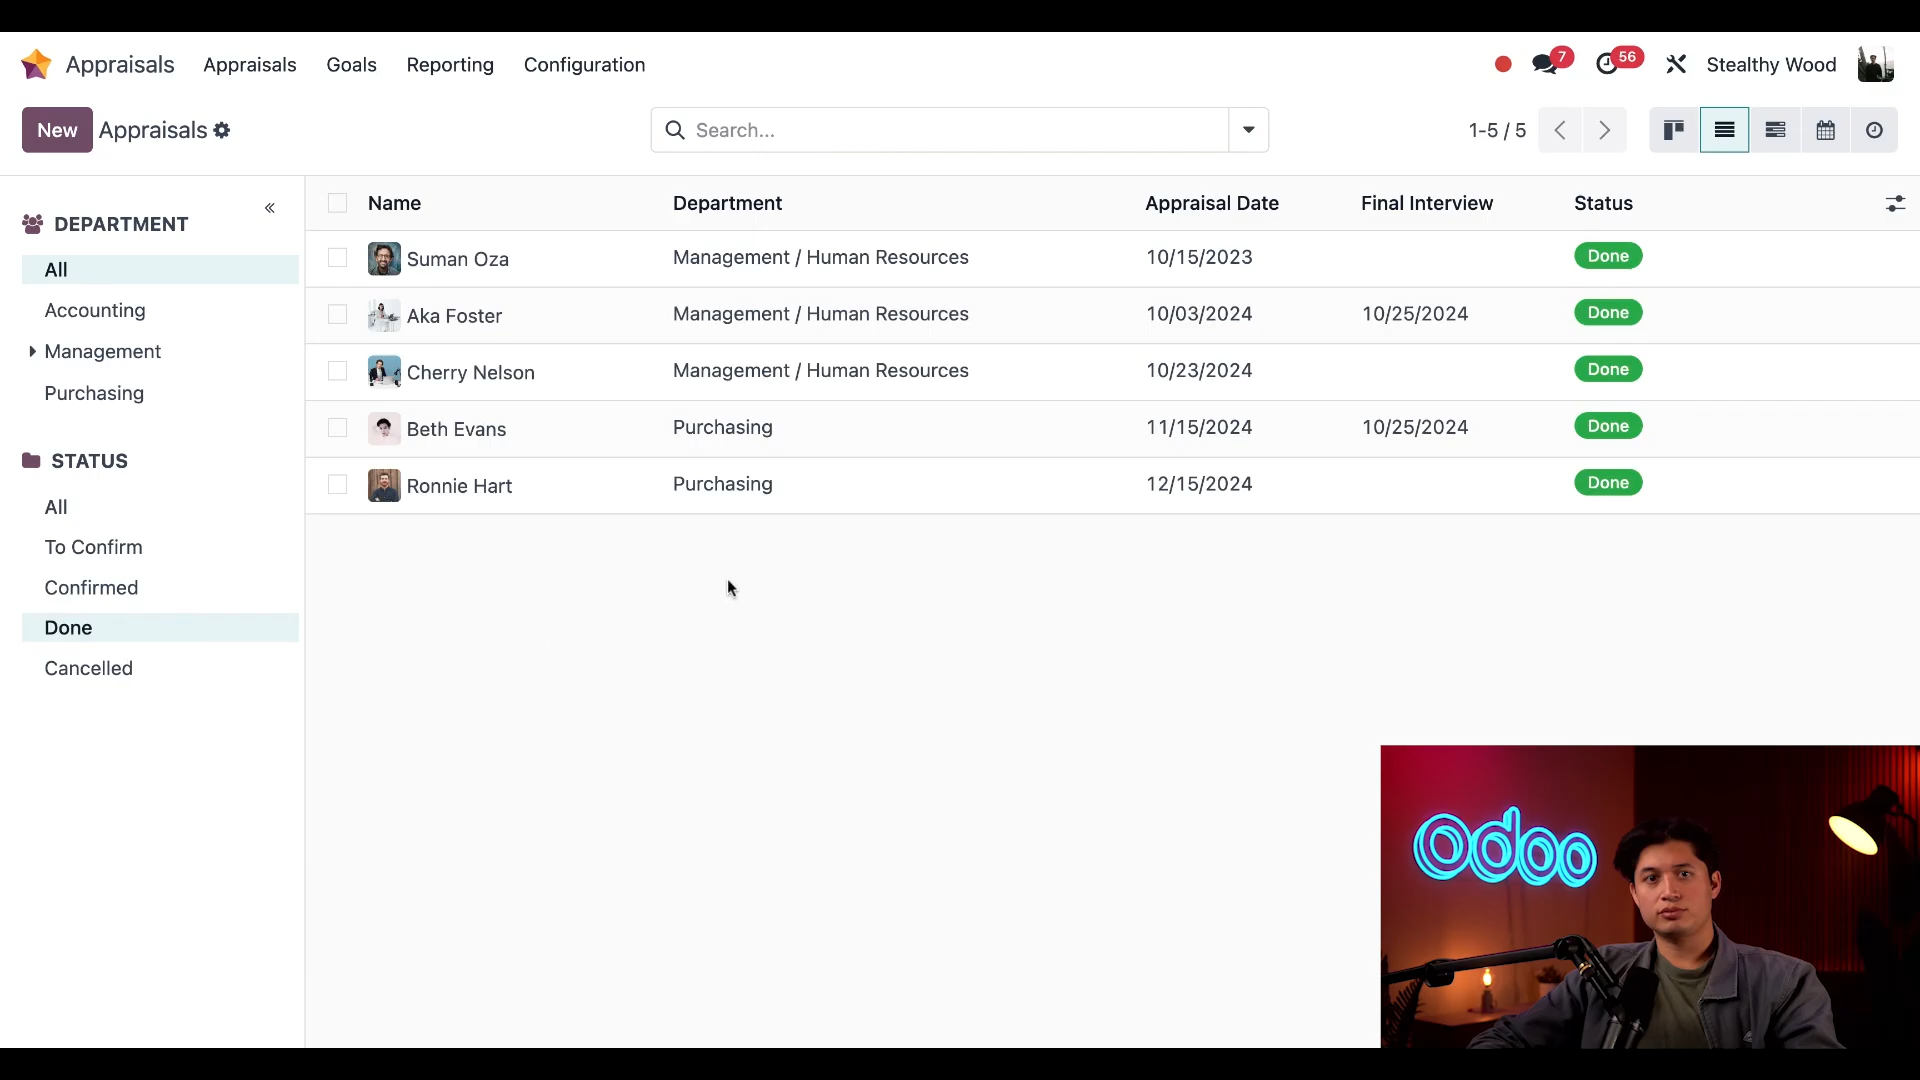 Appraisals Appraisals Goals Reporting Configuration 7 56 Stealthy Wood
New Appraisals Search... 1-5 / 5
DEPARTMENT
All
Accounting
Management
Purchasing
STATUS
All
To Confirm
Confirmed
Done
Cancelled
Name Department Appraisal Date Final Interview Status
Suman Oza Management / Human Resources 10/15/2023 Done
Aka Foster Management / Human Resources 10/03/2024 10/25/2024 Done
Cherry Nelson Management / Human Resources 10/23/2024 Done
Beth Evans Purchasing 11/15/2024 10/25/2024 Done
Ronnie Hart Purchasing 12/15/2024 Done
odoo